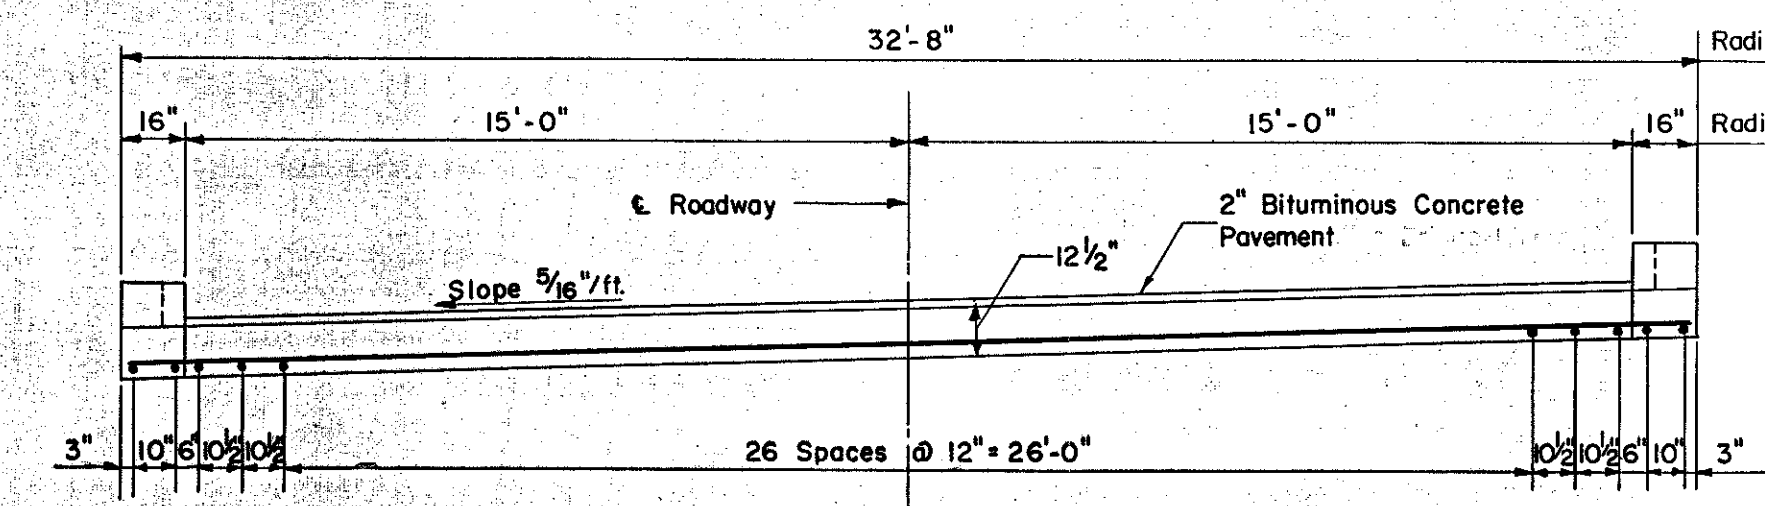 32'-8"
Radi
16"
15'-0"
15'-0"
16"
Radi
℄ Roadway
2" Bituminous Concrete
Pavement
12½"
Slope 5/16"/ft.
3"
10"
6"
10½"
10½"
26 Spaces @ 12" = 26'-0"
10½"
10½"
6"
10"
3"